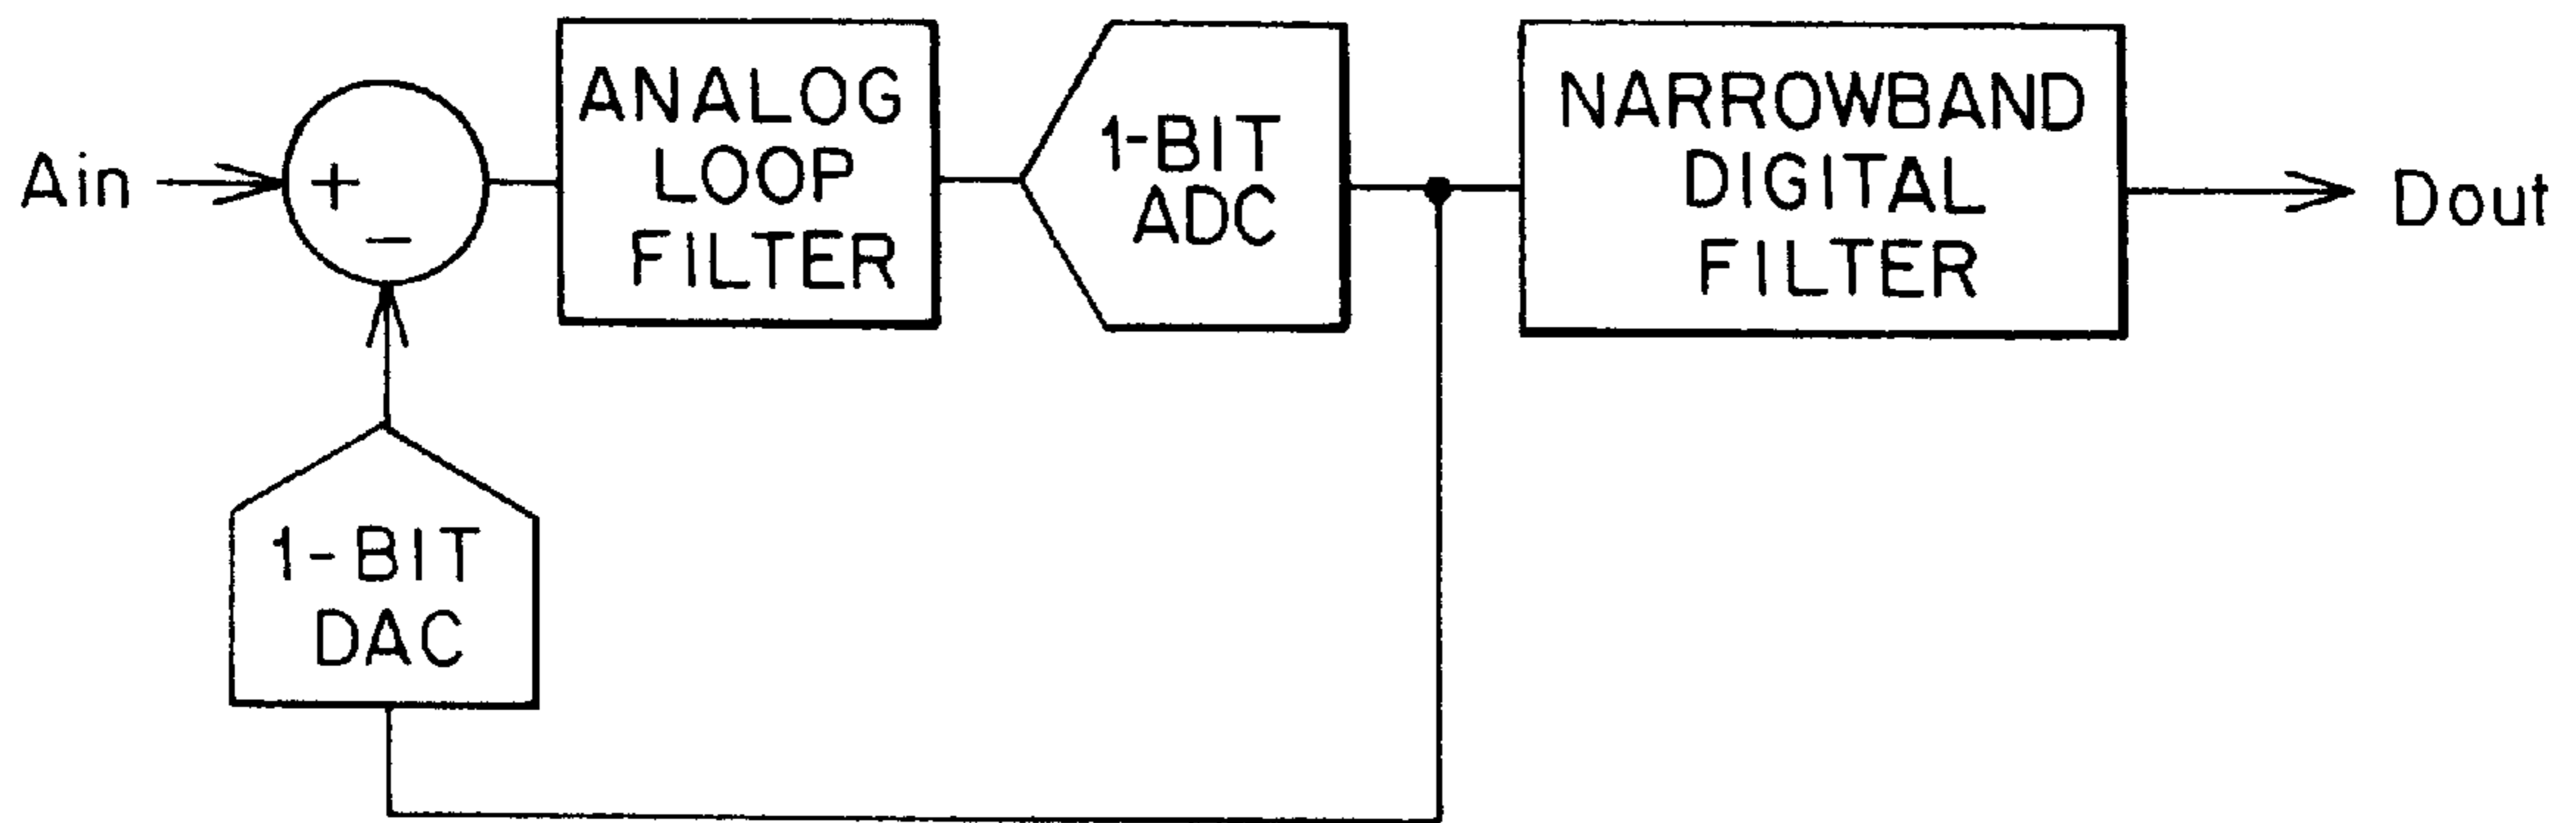 Ain
+
-
ANALOG
LOOP
FILTER
1-BIT
ADC
NARROWBAND
DIGITAL
FILTER
Dout
1-BIT
DAC